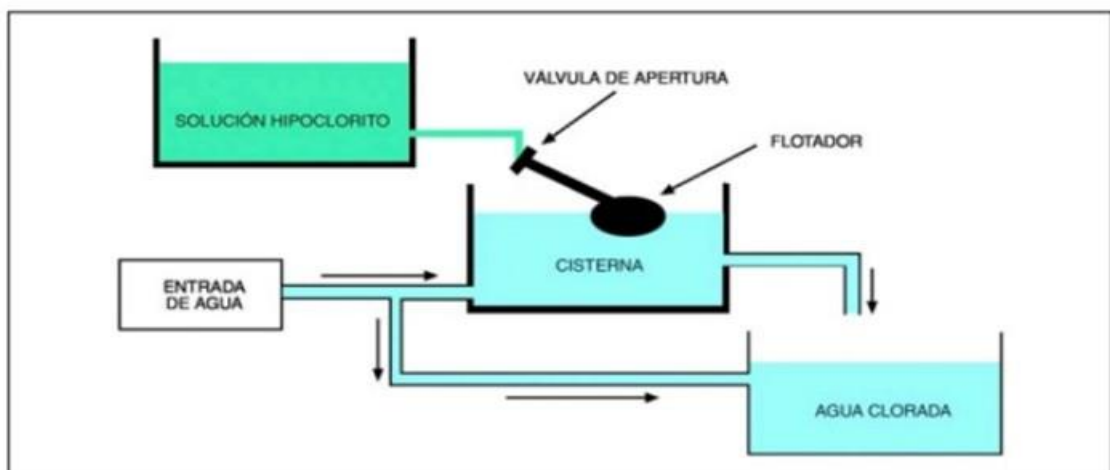 VÁLVULA DE APERTURA
SOLUCIÓN HIPOCLORITO
FLOTADOR
CISTERNA
ENTRADA
DE AGUA
AGUA CLORADA